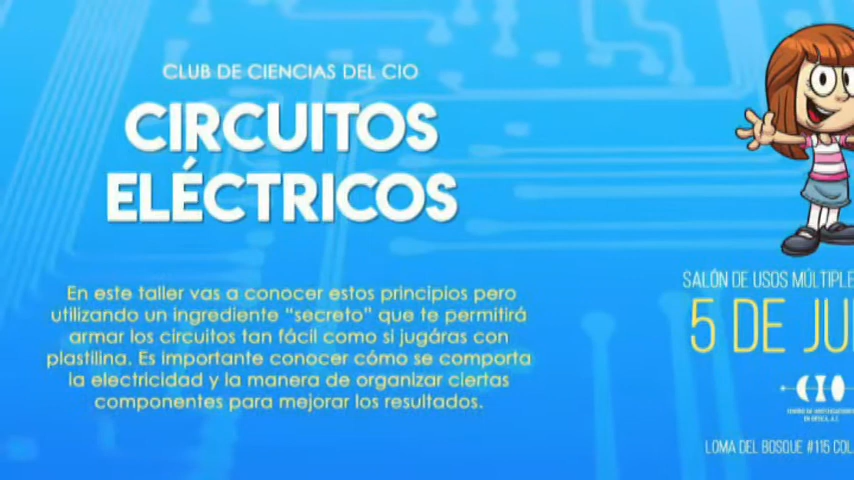 CLUB DE CIENCIAS DEL CIO
CIRCUITOS
ELÉCTRICOS
En este taller vas a conocer estos principios pero
utilizando un ingrediente “secreto” que te permitirá
armar los circuitos tan fácil como si jugáras con
plastilina. Es importante conocer cómo se comporta
la electricidad y la manera de organizar ciertas
componentes para mejorar los resultados.
SALÓN DE USOS MÚLTIPLE
5 DE JU
CIO
LOMA DEL BOSQUE #115 COL